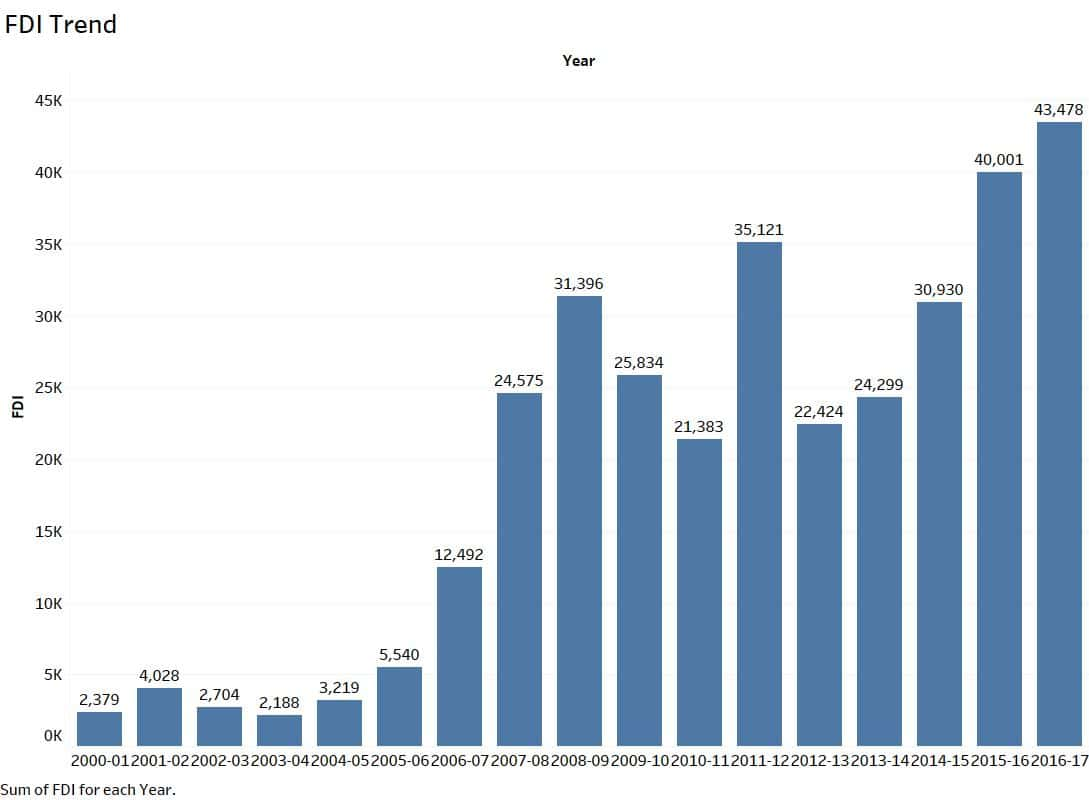 FDI Trend
Year
45K
43,478
40,001
40K
35,121
35K
31,396
30,930
30K
25,834
24,575
24,299
25K
22,424
21,383
FDI
20K
15K
12,492
10K
5,540
5K
4,028
3,219
2,704
2,379
2,188
0K
2000-01 2001-02 2002-03 2003-04 2004-05 2005-06 2006-07 2007-08 2008-09 2009-10 2010-11 2011-12 2012-13 2013-14 2014-15 2015-16 2016-17
Sum of FDI for each Year.